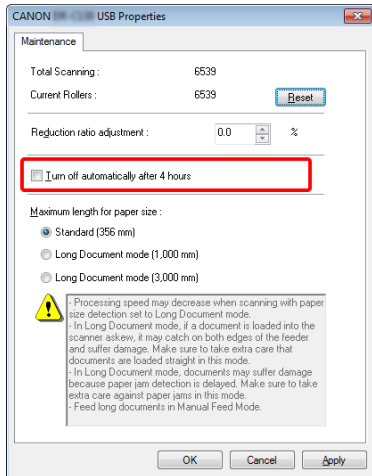 CANON USB Properties
Maintenance
Total Scanning : 6539
Current Rollers : 6539 Reset
Reduction ratio adjustment : 0.0 %
Turn off automatically after 4 hours
Maximum length for paper size :
Standard (356 mm)
Long Document mode (1,000 mm)
Long Document mode (3,000 mm)
- Processing speed may decrease when scanning with paper
size detection set to Long Document mode.
- In Long Document mode, if a document is loaded into the
scanner askew, it may catch on both edges of the feeder
and suffer damage. Make sure to take extra care that
documents are loaded straight in this mode.
- In Long Document mode, documents may suffer damage
because paper jam detection is delayed. Make sure to take
extra care against paper jams in this mode.
- Feed long documents in Manual Feed Mode.
OK Cancel Apply